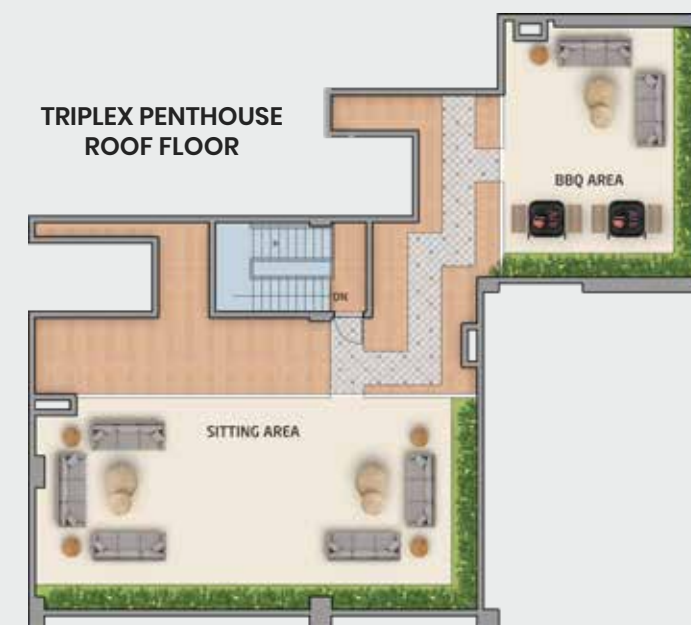 TRIPLEX PENTHOUSE
ROOF FLOOR
BBQ AREA
DN
SITTING AREA